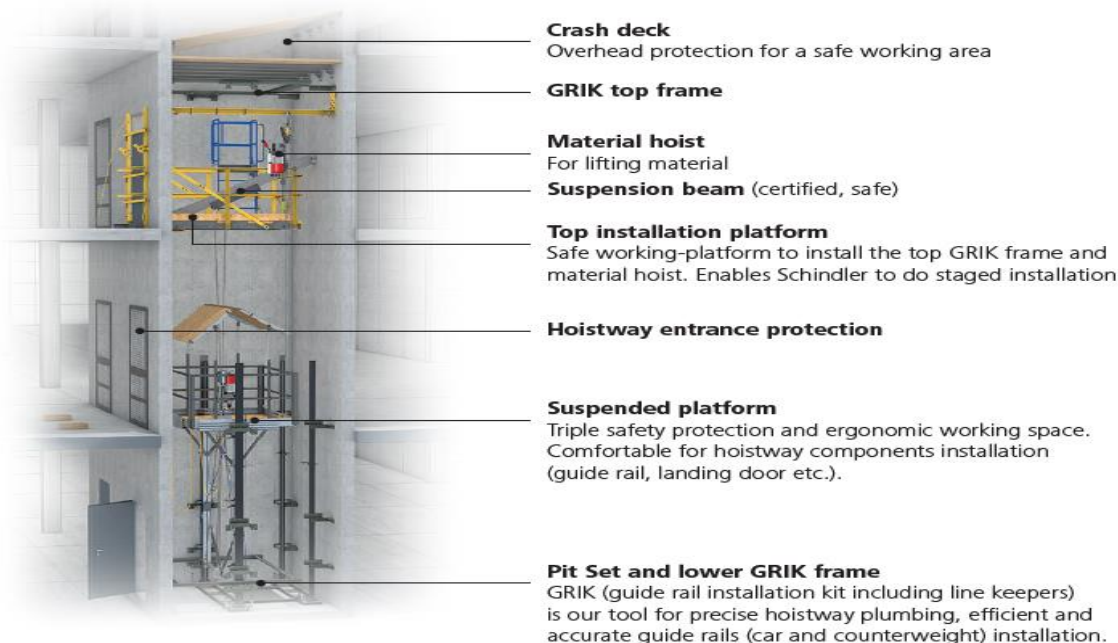 Crash deck
Overhead protection for a safe working area
GRIK top frame
Material hoist
For lifting material
Suspension beam (certified, safe)
Top installation platform
Safe working-platform to install the top GRIK frame and
material hoist. Enables Schindler to do staged installation
Hoistway entrance protection
Suspended platform
Triple safety protection and ergonomic working space.
Comfortable for hoistway components installation
(guide rail, landing door etc.).
Pit Set and lower GRIK frame
GRIK (guide rail installation kit including line keepers)
is our tool for precise hoistway plumbing, efficient and
accurate guide rails (car and counterweight) installation.